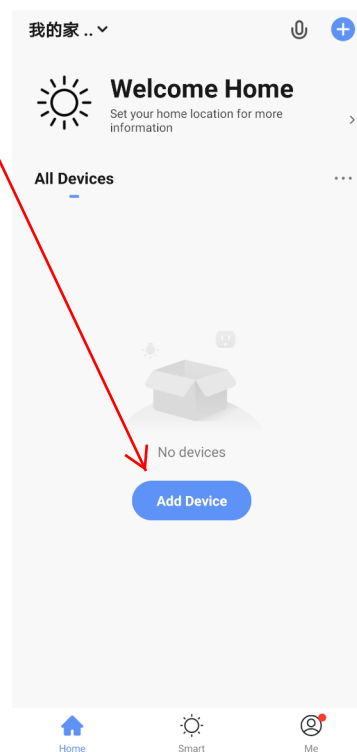 我的家 ..
Welcome Home
Set your home location for more
information
All Devices
No devices
Add Device
Home
Smart
Me